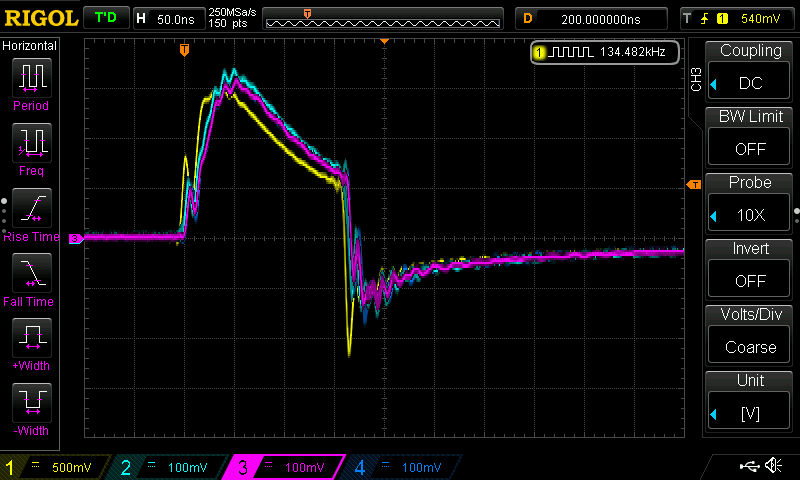 RIGOL T'D H 50.0ns 250MSa/s D 200.000000ns T 1 540mV
150 pts
Horizontal
1 134.482kHz
T
Period
Freq
Rise Time
Fall Time
+Width
-Width
3
T
CH3
Coupling
DC
BW Limit
OFF
Probe
10X
Invert
OFF
Volts/Div
Coarse
Unit
[V]
1 500mV 2 100mV 3 100mV 4 100mV